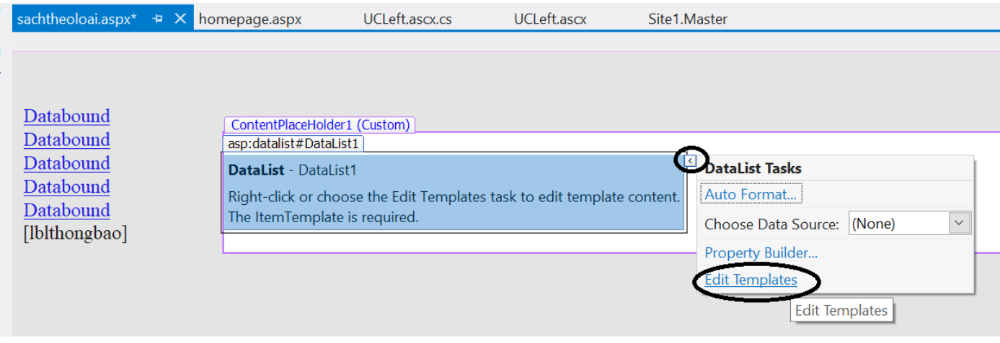 sachtheoloai.aspx* homepage.aspx UCLeft.ascx.cs UCLeft.ascx Site1.Master
Databound
Databound
Databound
Databound
Databound
[lblthongbao]
ContentPlaceHolder1 (Custom)
asp:datalist#DataList1
DataList - DataList1
Right-click or choose the Edit Templates task to edit template content.
The ItemTemplate is required.
DataList Tasks
Auto Format...
Choose Data Source: (None)
Property Builder...
Edit Templates
Edit Templates